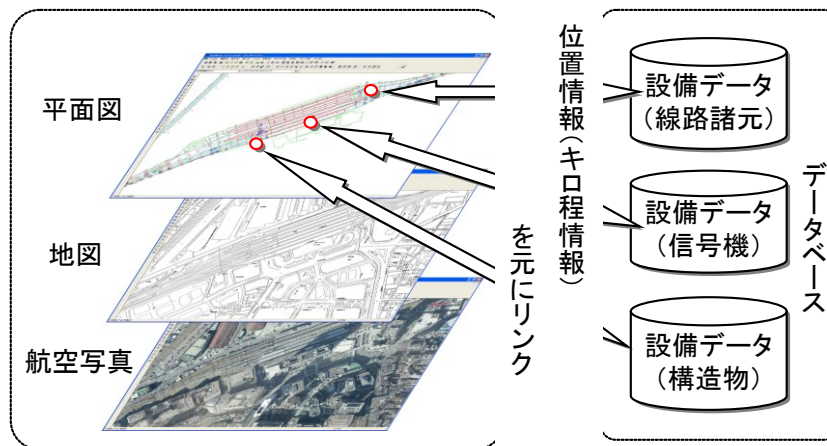 平面図
地図
航空写真
位置情報(キロ程情報)
を元にリンク
設備データ
(線路諸元)
設備データ
(信号機)
設備データ
(構造物)
データベース